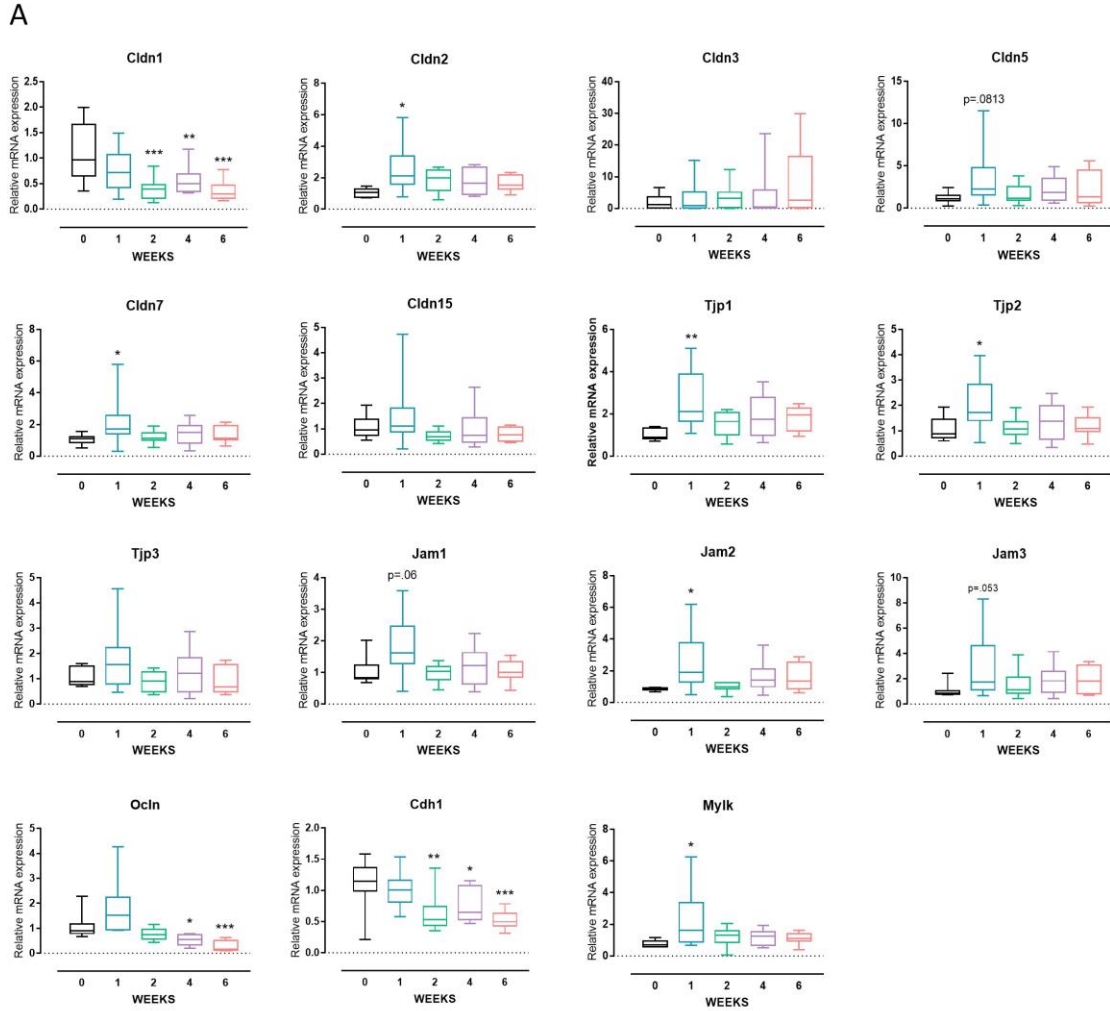 A
Cldn1
Relative mRNA expression
2.5
2.0
1.5
1.0
0.5
0.0
***
**
***
0 1 2 4 6
WEEKS
Cldn2
Relative mRNA expression
8
6
4
2
0
*
0 1 2 4 6
WEEKS
Cldn3
Relative mRNA expression
40
30
20
10
0
0 1 2 4 6
WEEKS
Cldn5
Relative mRNA expression
15
10
5
0
p=.0813
0 1 2 4 6
WEEKS
Cldn7
Relative mRNA expression
8
6
4
2
0
*
0 1 2 4 6
WEEKS
Cldn15
Relative mRNA expression
5
4
3
2
1
0
0 1 2 4 6
WEEKS
Tjp1
Relative mRNA expression
6
4
2
0
**
0 1 2 4 6
WEEKS
Tjp2
Relative mRNA expression
5
4
3
2
1
0
*
0 1 2 4 6
WEEKS
Tjp3
Relative mRNA expression
5
4
3
2
1
0
0 1 2 4 6
WEEKS
Jam1
Relative mRNA expression
4
3
2
1
0
p=.06
0 1 2 4 6
WEEKS
Jam2
Relative mRNA expression
8
6
4
2
0
*
0 1 2 4 6
WEEKS
Jam3
Relative mRNA expression
10
8
6
4
2
0
p=.053
0 1 2 4 6
WEEKS
Ocln
Relative mRNA expression
5
4
3
2
1
0
*
***
0 1 2 4 6
WEEKS
Cdh1
Relative mRNA expression
2.0
1.5
1.0
0.5
0.0
**
*
***
0 1 2 4 6
WEEKS
Mylk
Relative mRNA expression
8
6
4
2
0
*
0 1 2 4 6
WEEKS